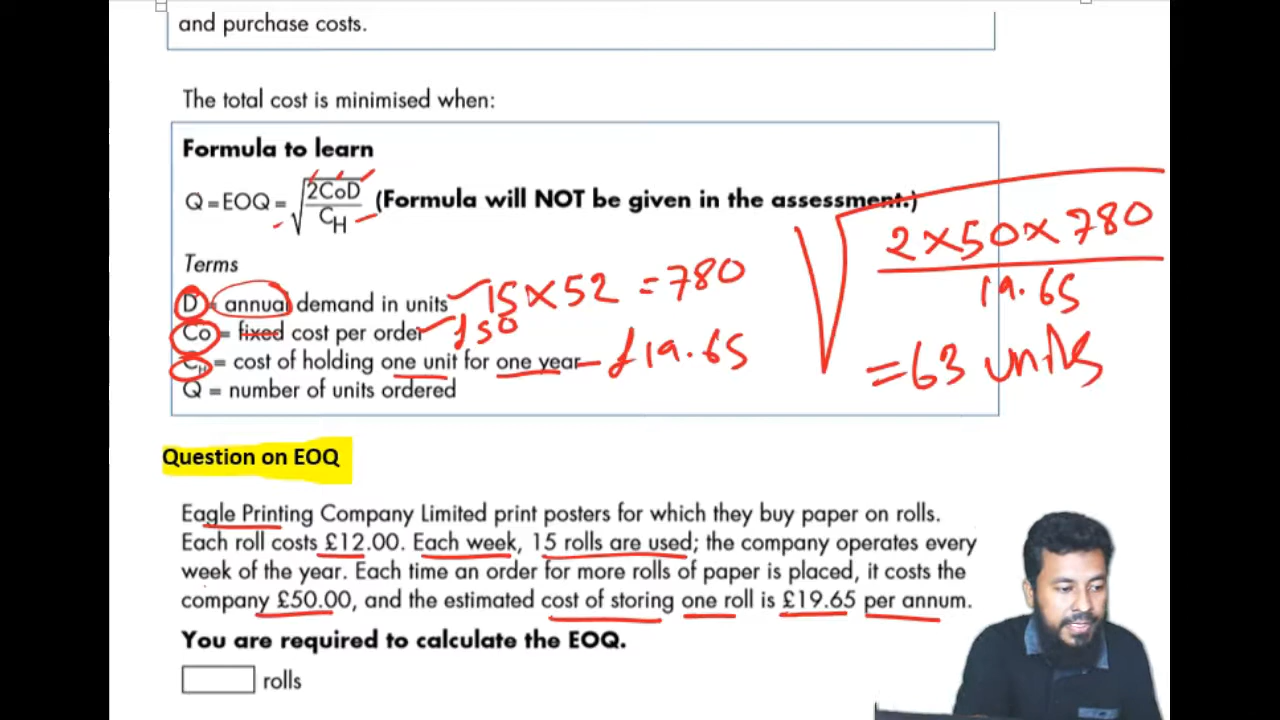 and purchase costs.
The total cost is minimised when:
Formula to learn
Q = EOQ = √2CoD/CH (Formula will NOT be given in the assessment.)
√2×50×780/19.65
= 63 units
Terms
D = annual demand in units 15×52 = 780
Co = fixed cost per order £50
CH = cost of holding one unit for one year £19.65
Q = number of units ordered
Question on EOQ
Eagle Printing Company Limited print posters for which they buy paper on rolls.
Each roll costs £12.00. Each week, 15 rolls are used; the company operates every
week of the year. Each time an order for more rolls of paper is placed, it costs the
company £50.00, and the estimated cost of storing one roll is £19.65 per annum.
You are required to calculate the EOQ.
rolls